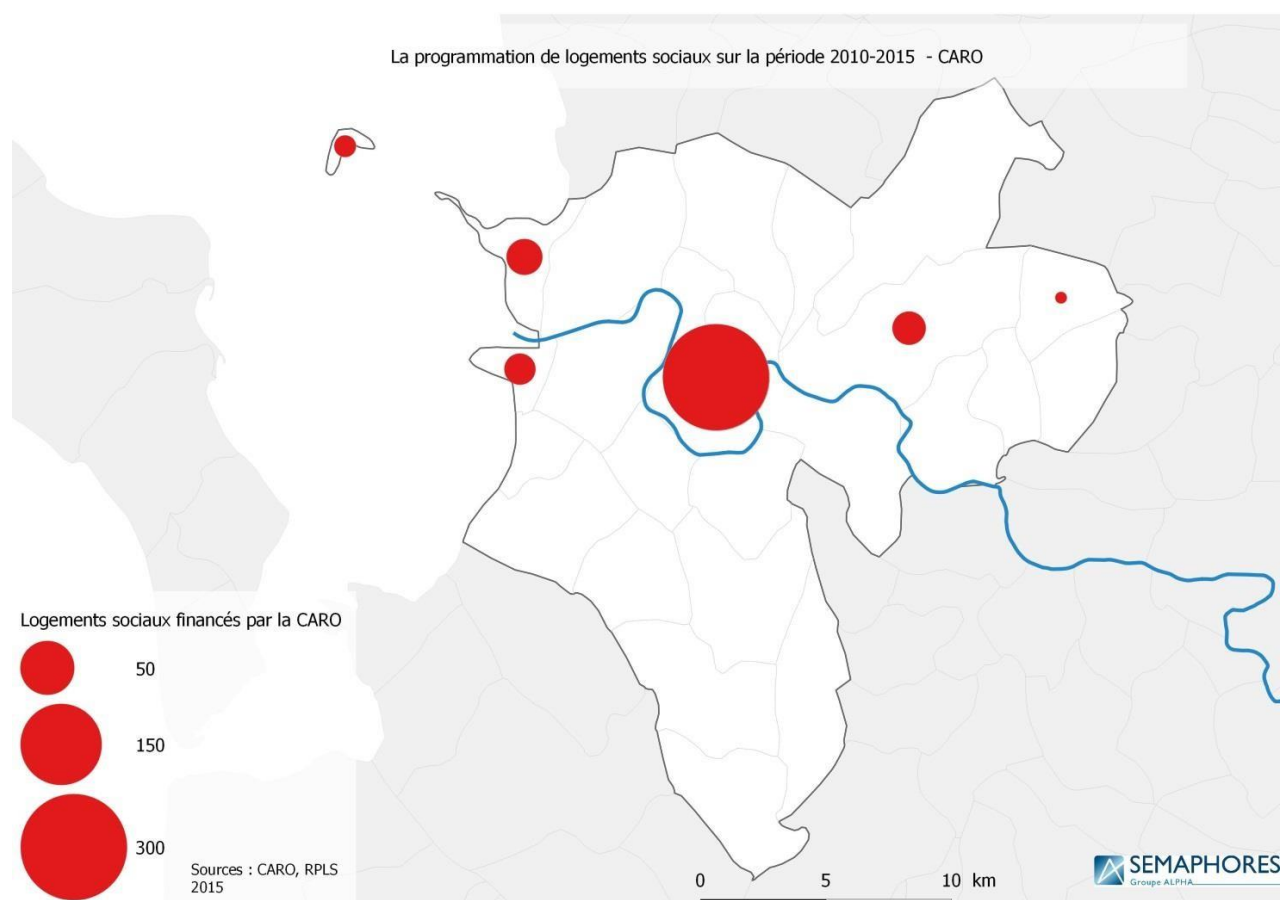 La programmation de logements sociaux sur la période 2010-2015 - CARO
Logements sociaux financés par la CARO
50
150
300
Sources : CARO, RPLS
2015
0 5 10 km
SEMAPHORES
Groupe ALPHA